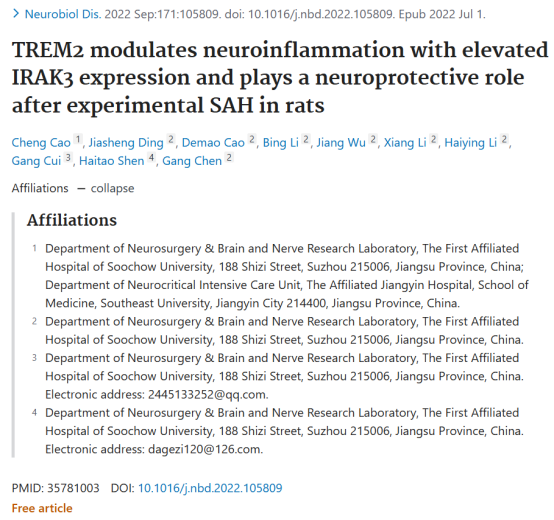 > Neurobiol Dis. 2022 Sep:171:105809. doi: 10.1016/j.nbd.2022.105809. Epub 2022 Jul 1.
TREM2 modulates neuroinflammation with elevated
IRAK3 expression and plays a neuroprotective role
after experimental SAH in rats
Cheng Cao 1, Jiasheng Ding 2, Demao Cao 2, Bing Li 2, Jiang Wu 2, Xiang Li 2, Haiying Li 2,
Gang Cui 3, Haitao Shen 4, Gang Chen 2
Affiliations — collapse
Affiliations
1 Department of Neurosurgery & Brain and Nerve Research Laboratory, The First Affiliated
Hospital of Soochow University, 188 Shizi Street, Suzhou 215006, Jiangsu Province, China;
Department of Neurocritical Intensive Care Unit, The Affiliated Jiangyin Hospital, School of
Medicine, Southeast University, Jiangyin City 214400, Jiangsu Province, China.
2 Department of Neurosurgery & Brain and Nerve Research Laboratory, The First Affiliated
Hospital of Soochow University, 188 Shizi Street, Suzhou 215006, Jiangsu Province, China.
3 Department of Neurosurgery & Brain and Nerve Research Laboratory, The First Affiliated
Hospital of Soochow University, 188 Shizi Street, Suzhou 215006, Jiangsu Province, China.
Electronic address: 2445133252@qq.com.
4 Department of Neurosurgery & Brain and Nerve Research Laboratory, The First Affiliated
Hospital of Soochow University, 188 Shizi Street, Suzhou 215006, Jiangsu Province, China.
Electronic address: dagezi120@126.com.
PMID: 35781003 DOI: 10.1016/j.nbd.2022.105809
Free article